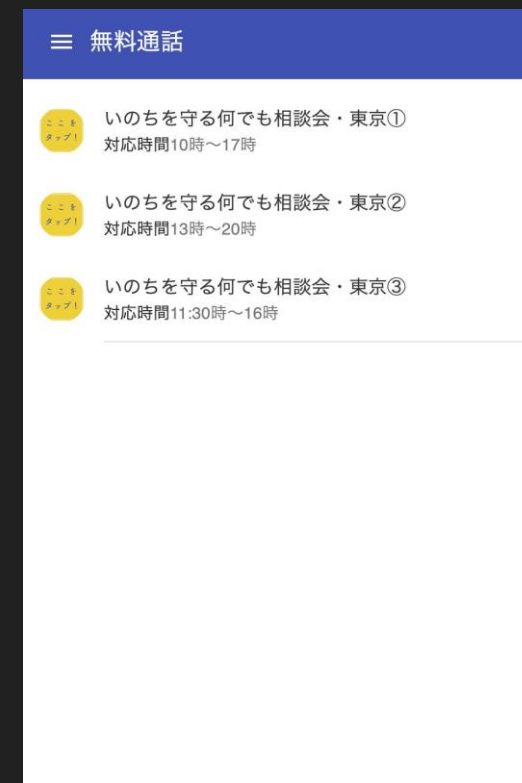 無料通話
ここを
タップ!
いのちを守る何でも相談会・東京①
対応時間10時〜17時
ここを
タップ!
いのちを守る何でも相談会・東京②
対応時間13時〜20時
ここを
タップ!
いのちを守る何でも相談会・東京③
対応時間11:30時〜16時